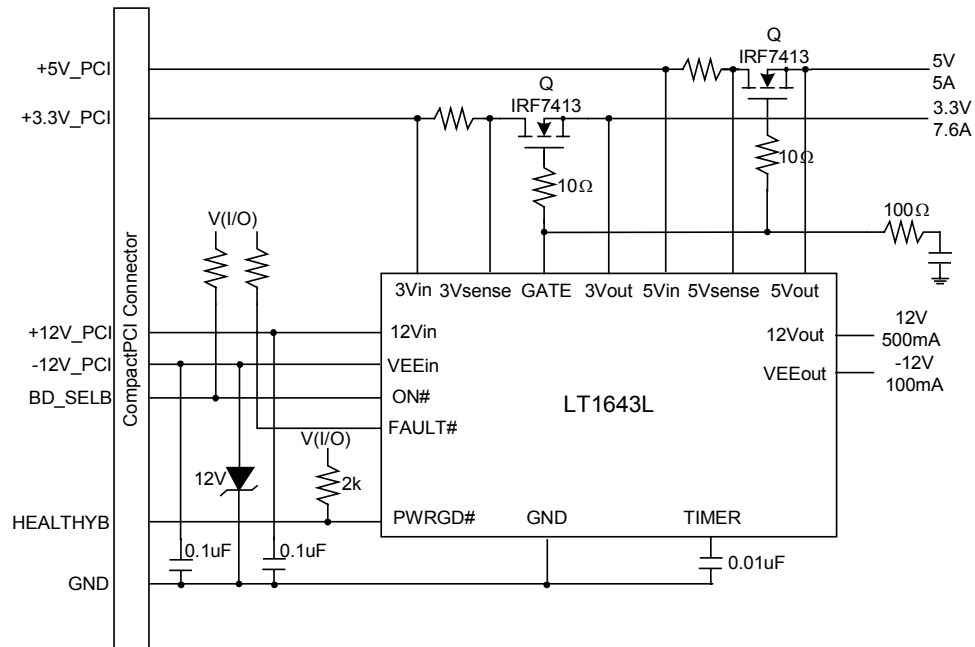 Q
IRF7413
+5V_PCI
5V
5A
Q
IRF7413
+3.3V_PCI
3.3V
7.6A
10Ω
10Ω
V(I/O)
100Ω
CompactPCI Connector
3Vin 3Vsense GATE 3Vout 5Vin 5Vsense 5Vout
+12V_PCI
12Vin
12Vout
12V
500mA
-12V_PCI
VEEin
VEEout
-12V
100mA
BD_SELB
ON#
LT1643L
FAULT#
V(I/O)
12V
2k
HEALTHYB
PWRGD#
GND
TIMER
0.1uF
0.1uF
0.01uF
GND